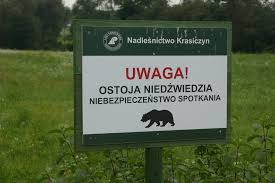 Nadleśnictwo Krasiczyn
UWAGA!
OSTOJA NIEDŹWIEDZIA
NIEBEZPIECZEŃSTWO SPOTKANIA